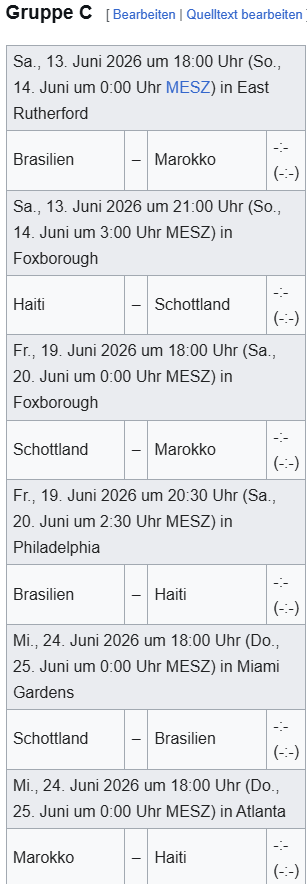 Gruppe C [ Bearbeiten | Quelltext bearbeiten ]
Sa., 13. Juni 2026 um 18:00 Uhr (So.,
14. Juni um 0:00 Uhr MESZ) in East
Rutherford
Brasilien – Marokko -:- (-:-)
Sa., 13. Juni 2026 um 21:00 Uhr (So.,
14. Juni um 3:00 Uhr MESZ) in
Foxborough
Haiti – Schottland -:- (-:-)
Fr., 19. Juni 2026 um 18:00 Uhr (Sa.,
20. Juni um 0:00 Uhr MESZ) in
Foxborough
Schottland – Marokko -:- (-:-)
Fr., 19. Juni 2026 um 20:30 Uhr (Sa.,
20. Juni um 2:30 Uhr MESZ) in
Philadelphia
Brasilien – Haiti -:- (-:-)
Mi., 24. Juni 2026 um 18:00 Uhr (Do.,
25. Juni um 0:00 Uhr MESZ) in Miami
Gardens
Schottland – Brasilien -:- (-:-)
Mi., 24. Juni 2026 um 18:00 Uhr (Do.,
25. Juni um 0:00 Uhr MESZ) in Atlanta
Marokko – Haiti -:- (-:-)